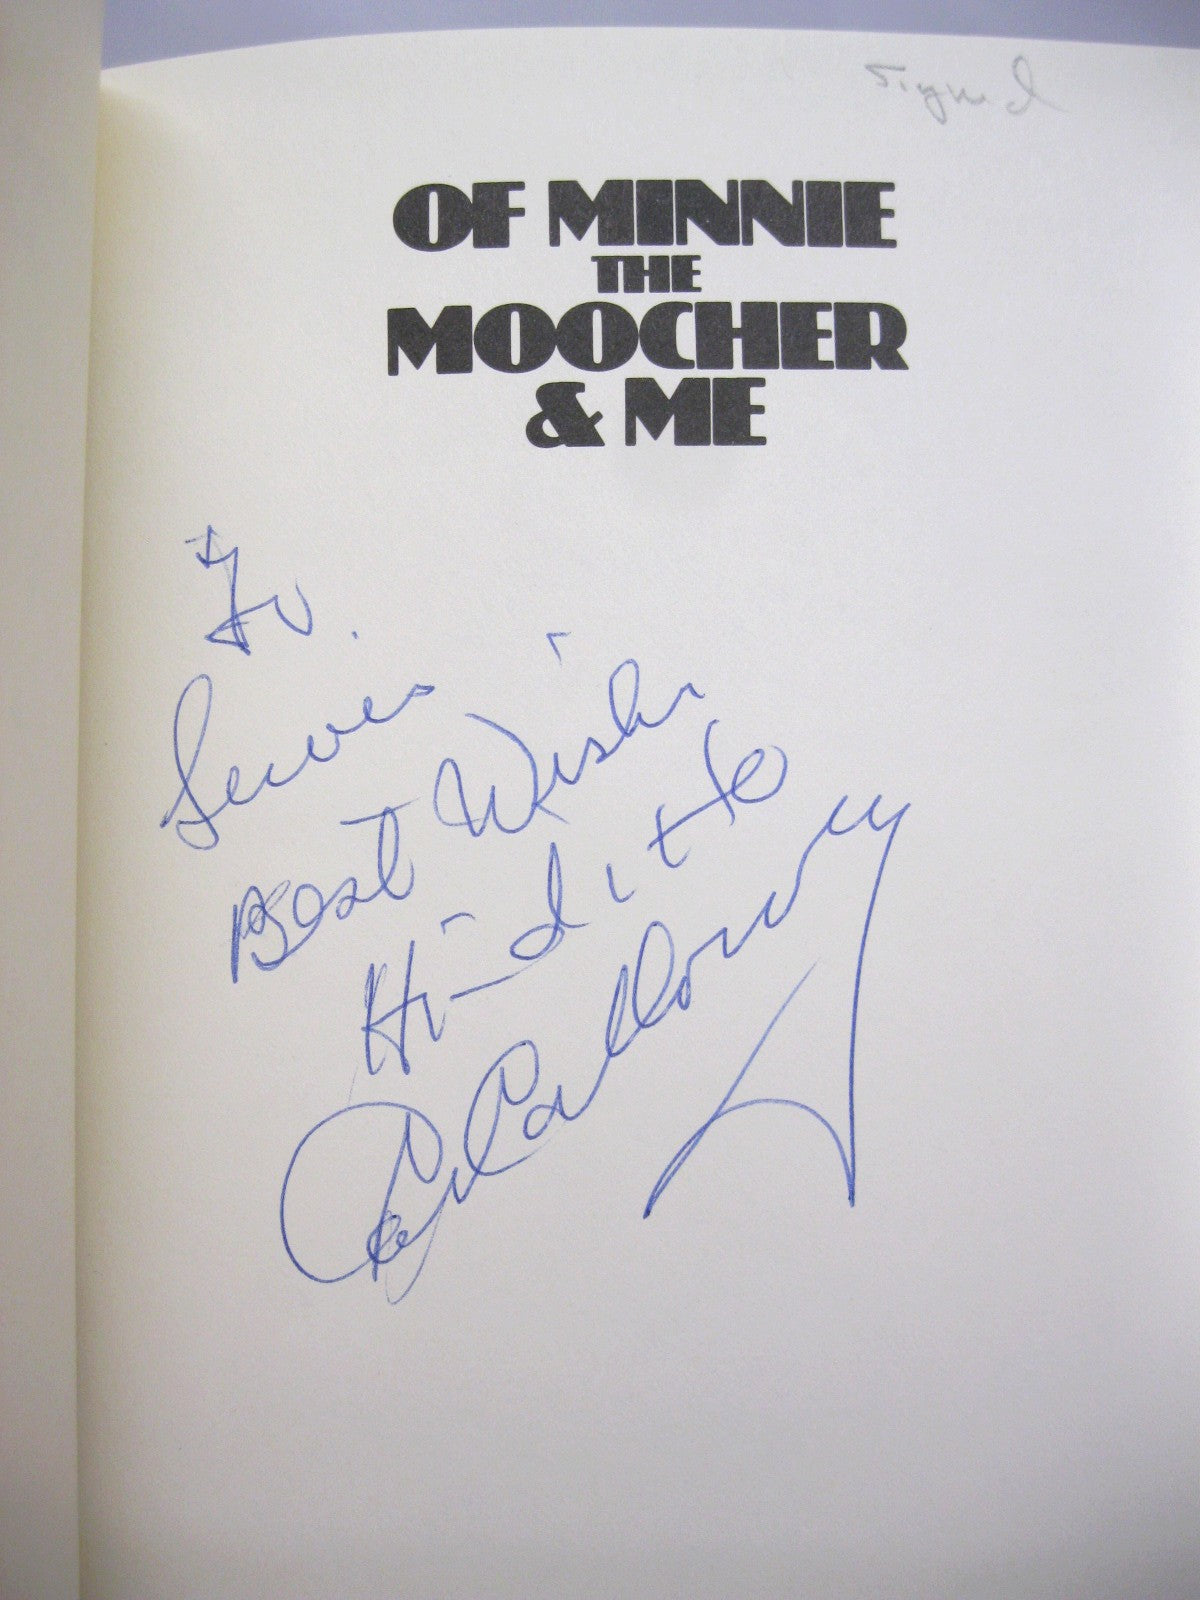 Signed
OF MINNIE
THE
MOOCHER
& ME
To
Lewis
Best Wishes
Hi de Ho
Cab Calloway